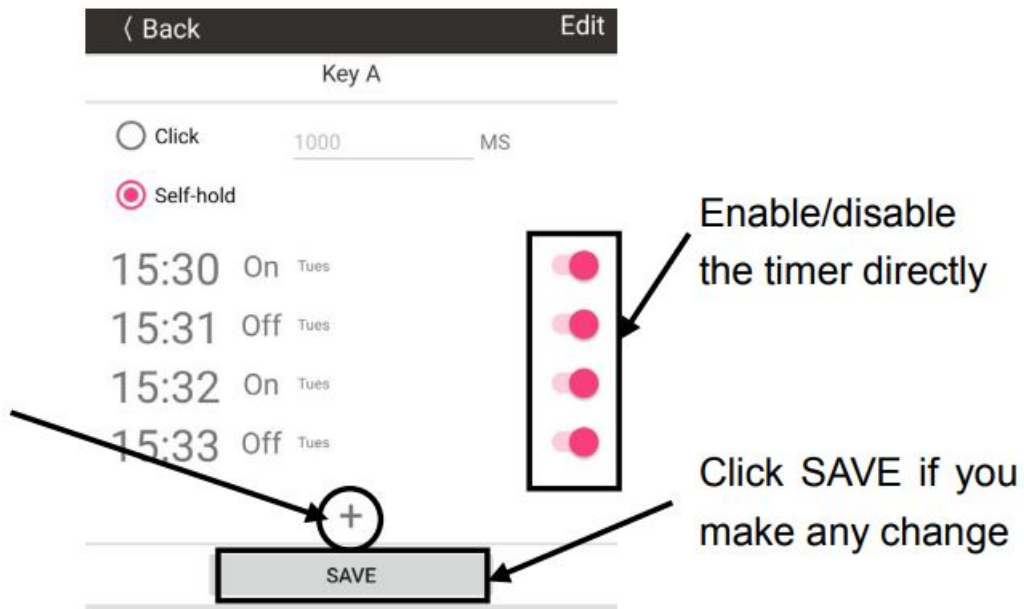 〈 Back Edit
Key A
Click 1000 MS
Self-hold
15:30 On Tues
15:31 Off Tues
15:32 On Tues
15:33 Off Tues
+
SAVE
Enable/disable
the timer directly
Click SAVE if you
make any change